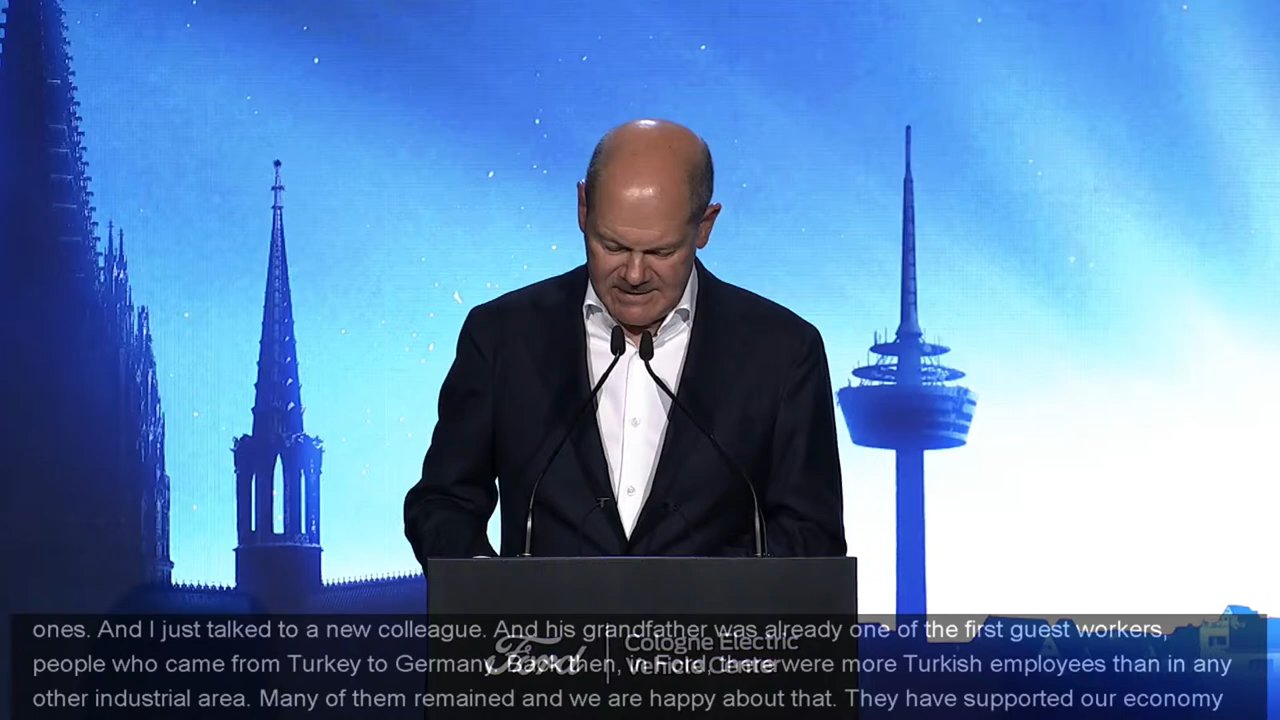 ones. And I just talked to a new colleague. And his grandfather was already one of the first guest workers,
people who came from Turkey to Germany. Back then, in Ford, there were more Turkish employees than in any
other industrial area. Many of them remained and we are happy about that. They have supported our economy
Ford
Cologne Electric
Vehicle Center